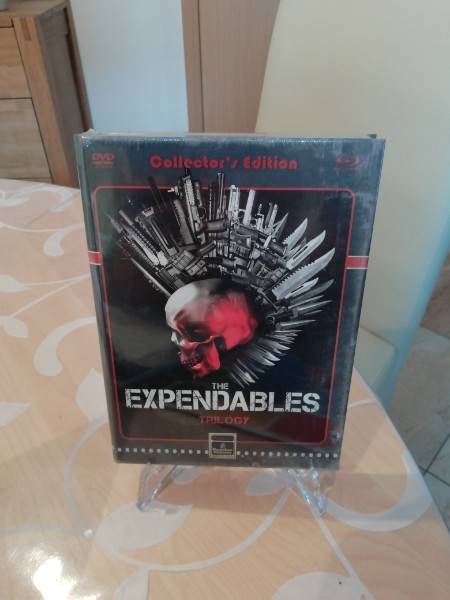 DVD
Collector's Edition
THE
EXPENDABLES
TRILOGY